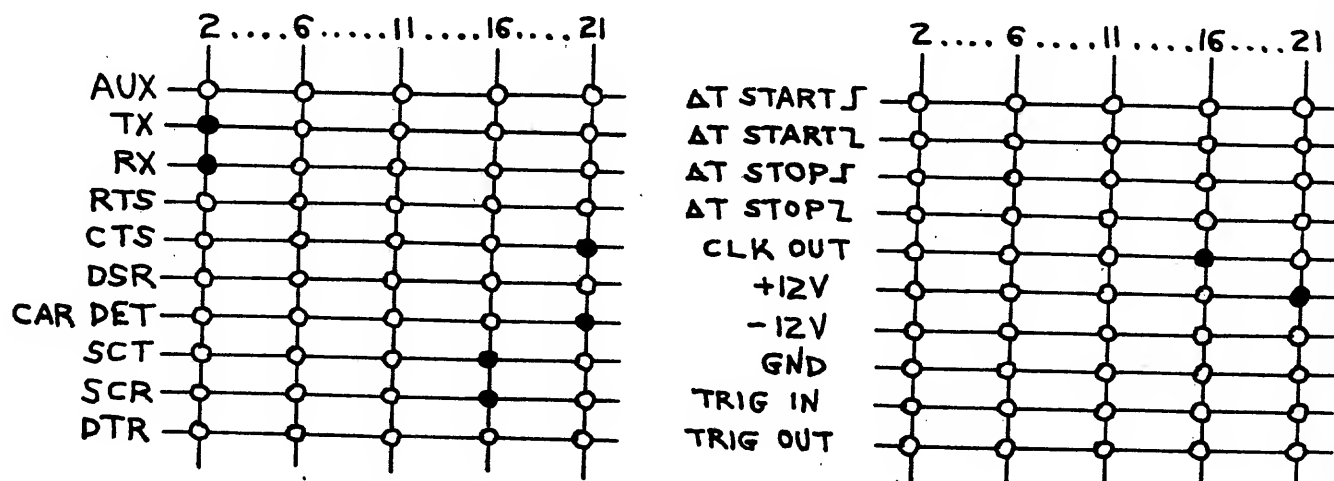 2....6.....11....16....21
AUX
TX
RX
RTS
CTS
DSR
CAR DET
SCT
SCR
DTR
2....6....11....16....21
ΔT START
ΔT START
ΔT STOP
ΔT STOP
CLK OUT
+12V
-12V
GND
TRIG IN
TRIG OUT